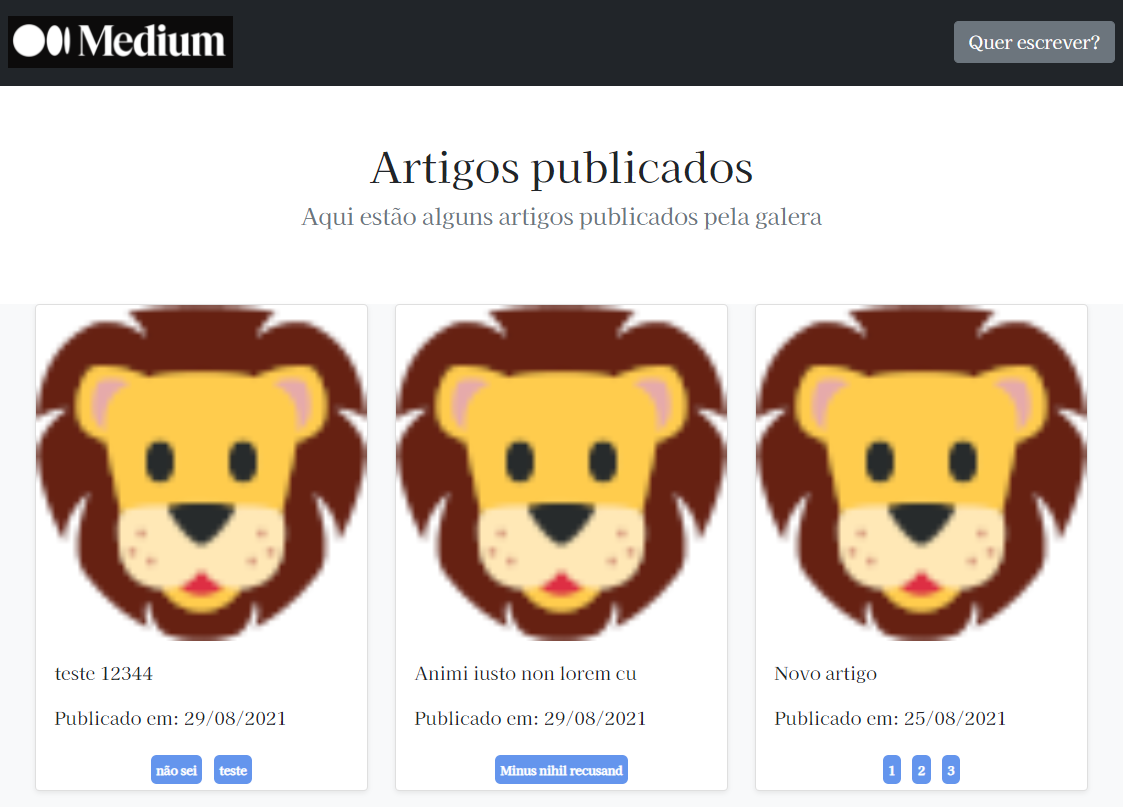 Medium
Quer escrever?
Artigos publicados
Aqui estão alguns artigos publicados pela galera
teste 12344
Publicado em: 29/08/2021
não sei teste
Animi iusto non lorem cu
Publicado em: 29/08/2021
Minus nihil recusand
Novo artigo
Publicado em: 25/08/2021
1 2 3